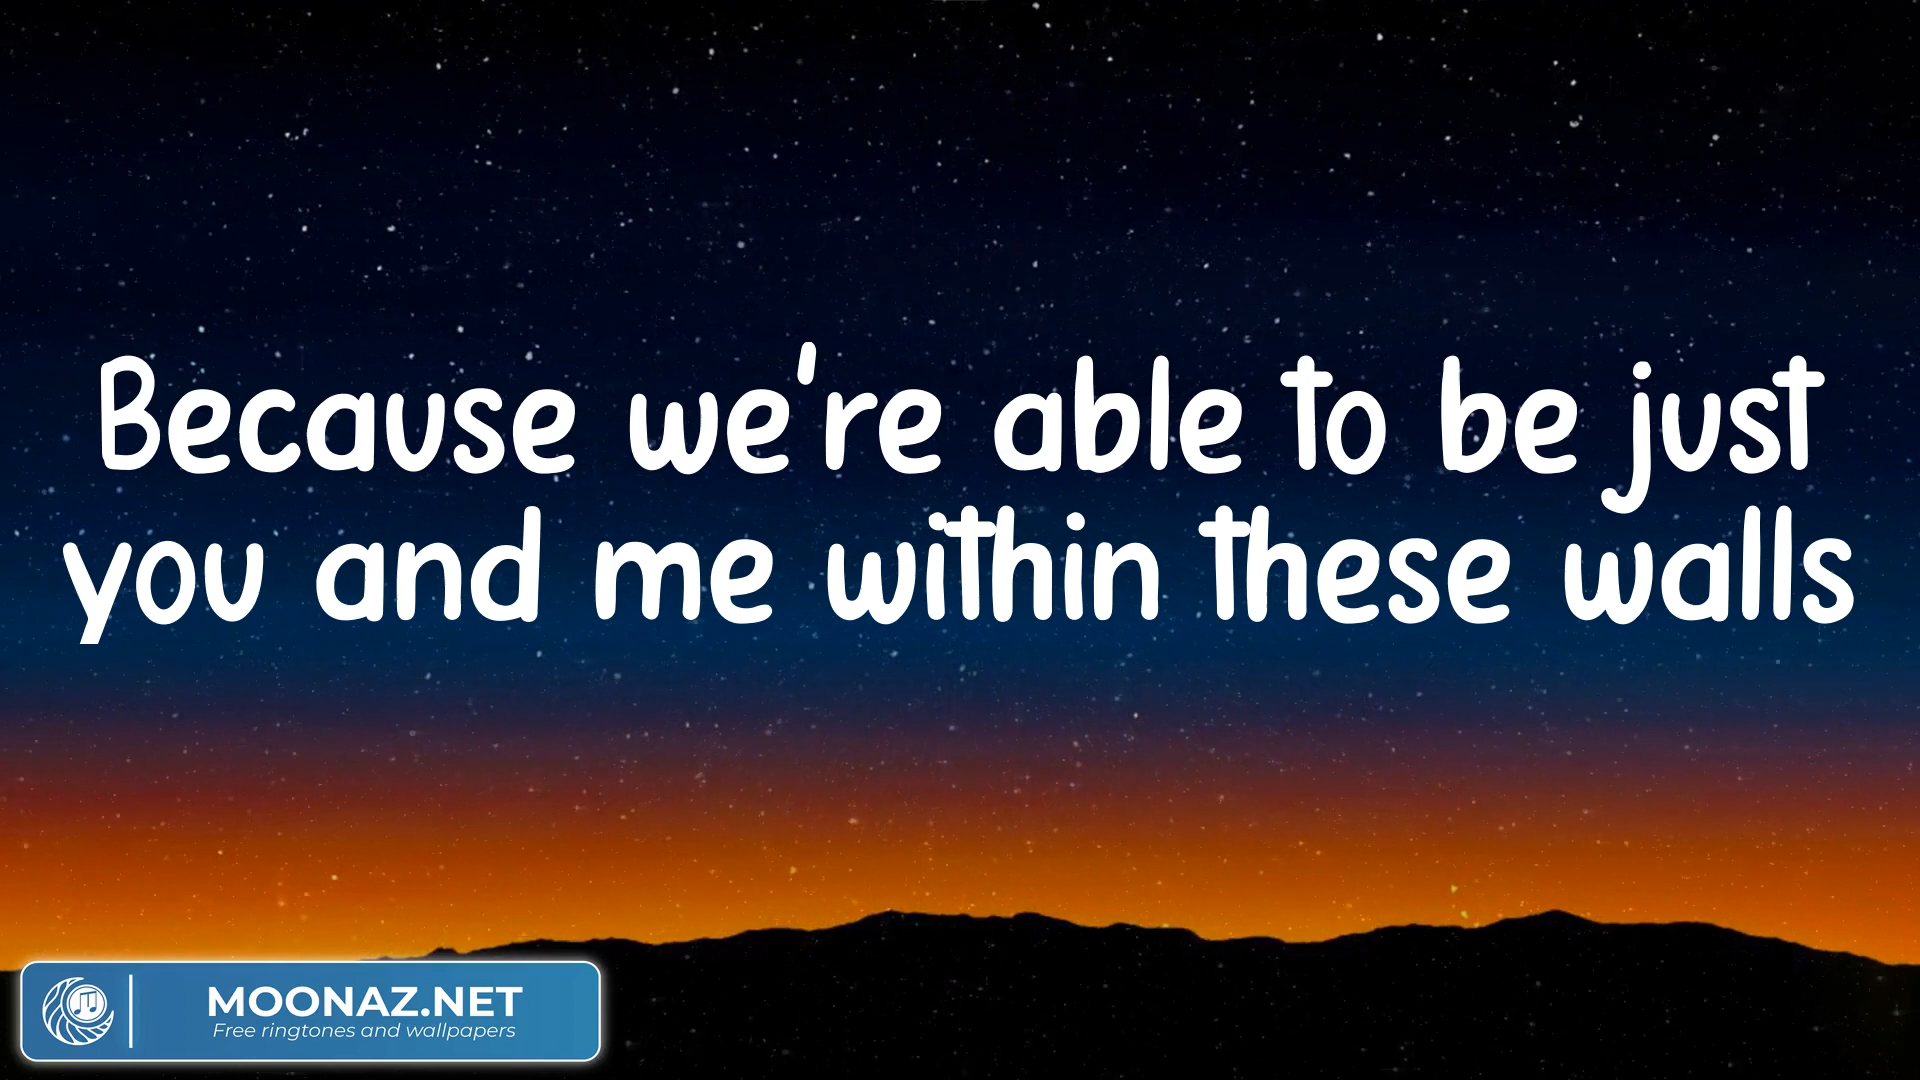 Because we're able to be just
you and me within these walls
MOONAZ.NET
Free ringtones and wallpapers